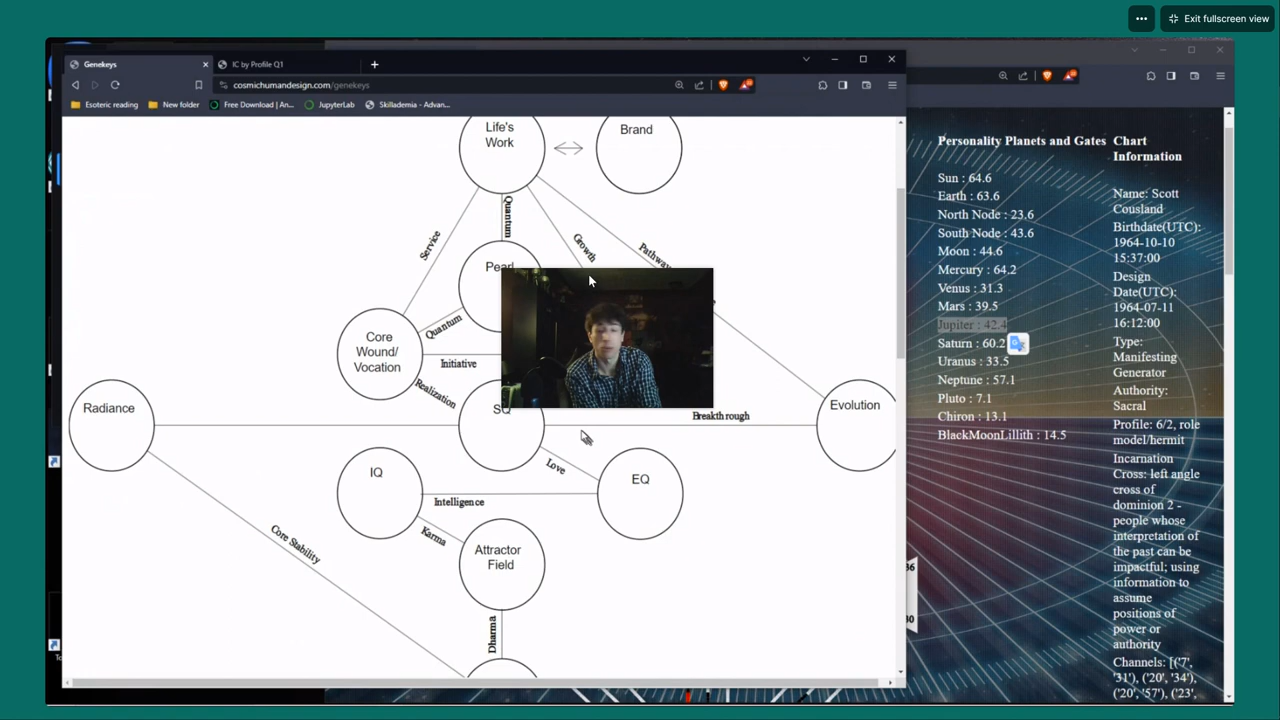 Exit fullscreen view
Genekeys
IC by Profile Q1
cosmichumandesign.com/genekeys
Esoteric reading
New folder
Free Download | An...
JupyterLab
Skillademia - Advan...
Life's
Work
Brand
Quantum
Service
Growth
Pathway
Pearl
Core
Wound/
Vocation
Quantum
Initiative
Realization
Radiance
SQ
Breakthrough
Evolution
Love
IQ
EQ
Intelligence
Karma
Attractor
Field
Core Stability
Dharma
Personality Planets and Gates
Sun : 64.6
Earth : 63.6
North Node : 23.6
South Node : 43.6
Moon : 44.6
Mercury : 64.2
Venus : 31.3
Mars : 39.5
Jupiter : 42.4
Saturn : 60.2
Uranus : 33.5
Neptune : 57.1
Pluto : 7.1
Chiron : 13.1
BlackMoonLillith : 14.5
Chart
Information
Name: Scott
Cousland
Birthdate(UTC):
1964-10-10
15:37:00
Design
Date(UTC):
1964-07-11
16:12:00
Type:
Manifesting
Generator
Authority:
Sacral
Profile: 6/2, role
model/hermit
Incarnation
Cross: left angle
cross of
dominion 2 -
people whose
interpretation of
the past can be
impactful; using
information to
assume
positions of
power or
authority
Channels: [('7',
'31'), ('20', '34'),
('20', '57'), ('23',
36
30